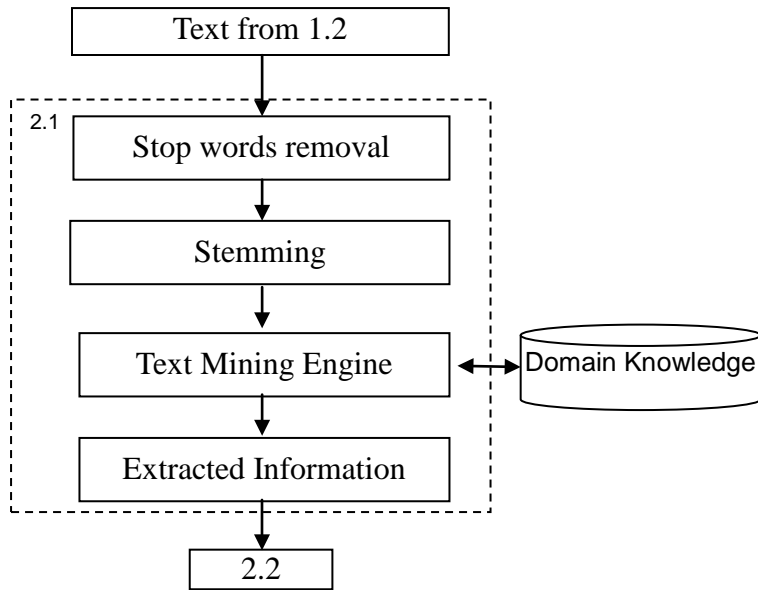 Text from 1.2
2.1
Stop words removal
Stemming
Text Mining Engine
Domain Knowledge
Extracted Information
2.2